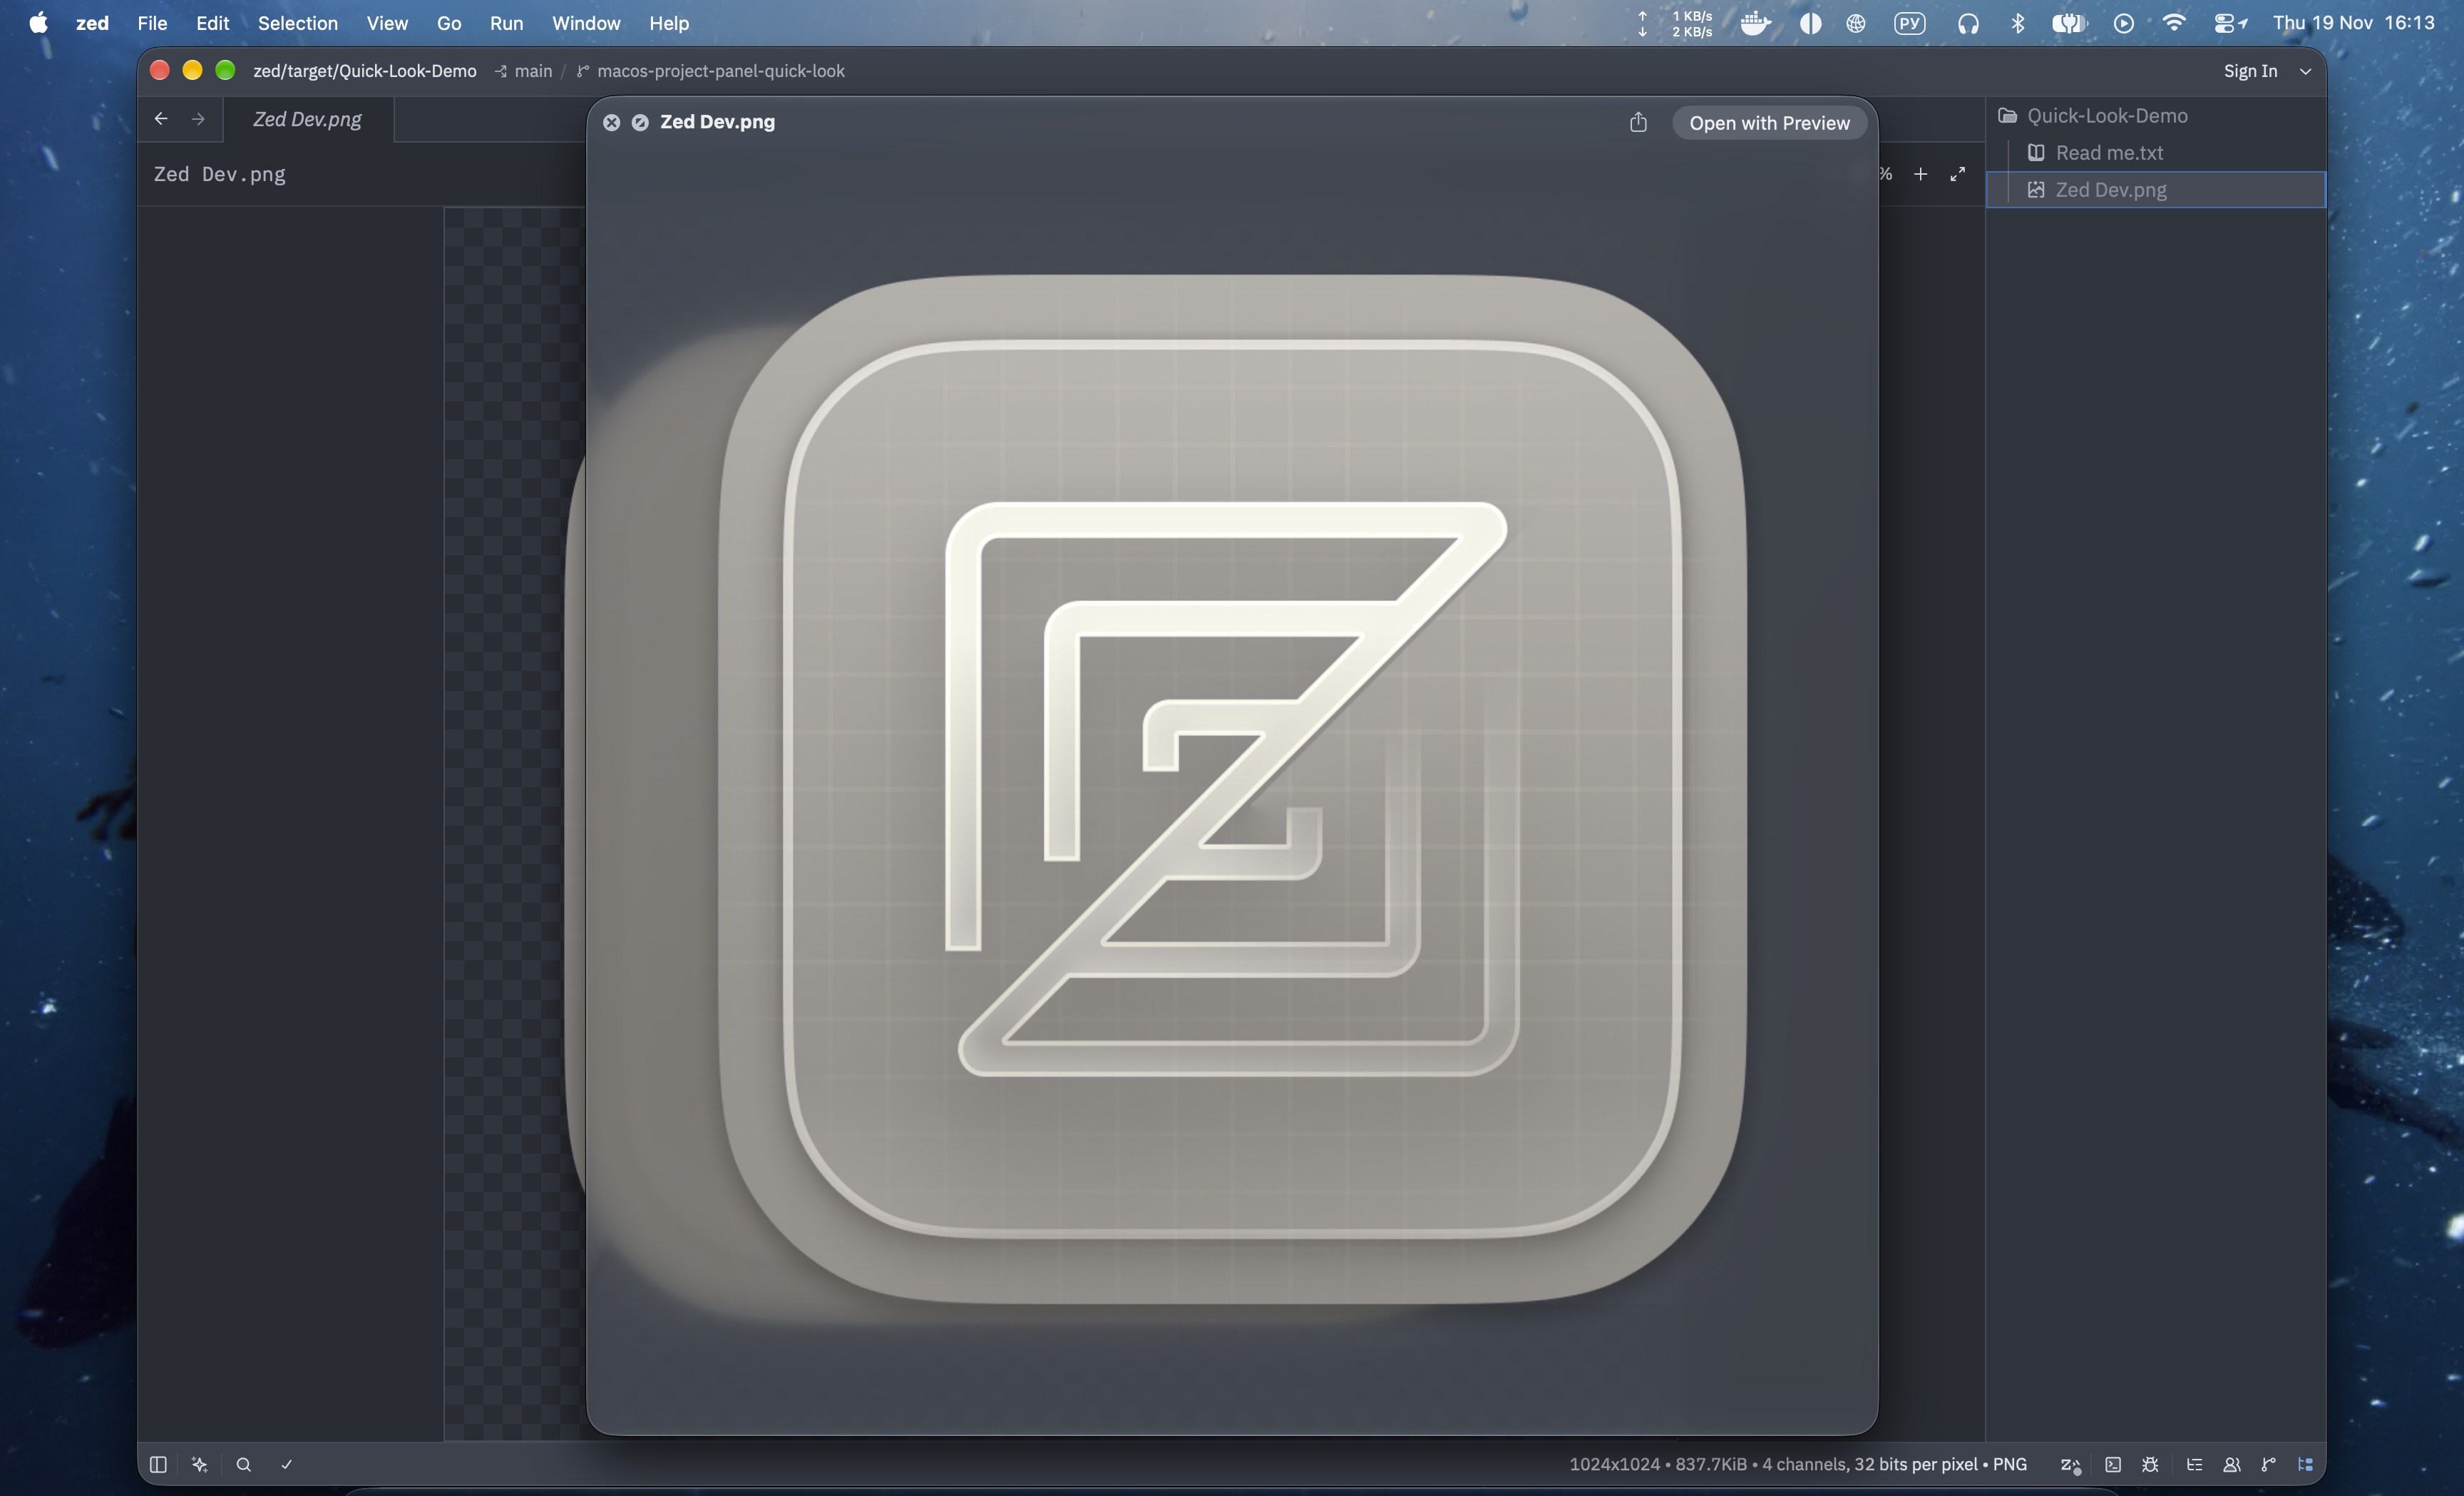 zed File Edit Selection View Go Run Window Help
1 KB/s
2 KB/s
РУ
Thu 19 Nov 16:13
zed/target/Quick-Look-Demo main / macos-project-panel-quick-look
Sign In
Zed Dev.png
Zed Dev.png
Open with Preview
Zed Dev.png
%
Quick-Look-Demo
Read me.txt
Zed Dev.png
1024x1024 • 837.7KiB • 4 channels, 32 bits per pixel • PNG